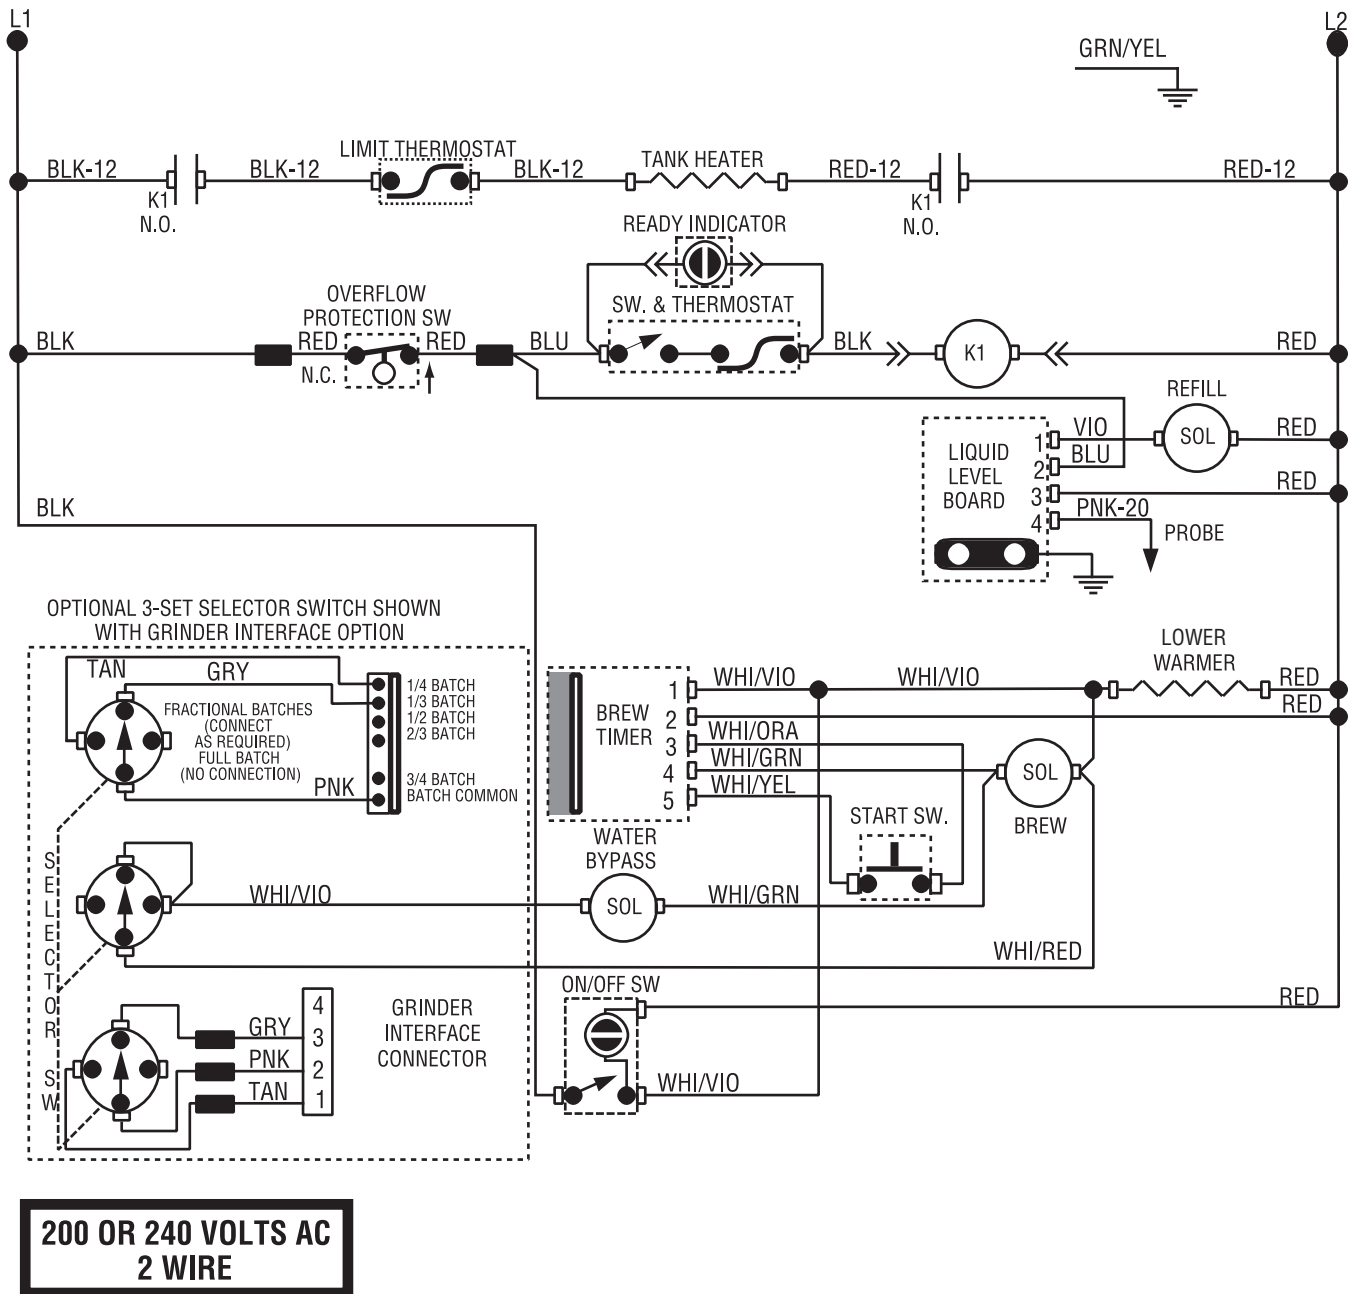 L1
L2
GRN/YEL
BLK-12
K1
N.O.
BLK-12
LIMIT THERMOSTAT
BLK-12
TANK HEATER
RED-12
K1
N.O.
RED-12
READY INDICATOR
SW. & THERMOSTAT
OVERFLOW
PROTECTION SW
BLK
RED
N.C.
RED
BLU
BLK
K1
RED
REFILL
SOL
RED
LIQUID
LEVEL
BOARD
1
2
3
4
VIO
BLU
RED
PNK-20
PROBE
BLK
OPTIONAL 3-SET SELECTOR SWITCH SHOWN
WITH GRINDER INTERFACE OPTION
TAN
GRY
FRACTIONAL BATCHES
(CONNECT
AS REQUIRED)
FULL BATCH
(NO CONNECTION)
PNK
1/4 BATCH
1/3 BATCH
1/2 BATCH
2/3 BATCH
3/4 BATCH
BATCH COMMON
BREW
TIMER
1
2
3
4
5
WHI/VIO
WHI/VIO
LOWER
WARMER
RED
RED
WHI/ORA
WHI/GRN
WHI/YEL
SOL
BREW
START SW.
WATER
BYPASS
SOL
WHI/VIO
WHI/GRN
WHI/RED
SELECTOR SW
ON/OFF SW
RED
WHI/VIO
GRY
PNK
TAN
4
3
2
1
GRINDER
INTERFACE
CONNECTOR
200 OR 240 VOLTS AC
2 WIRE